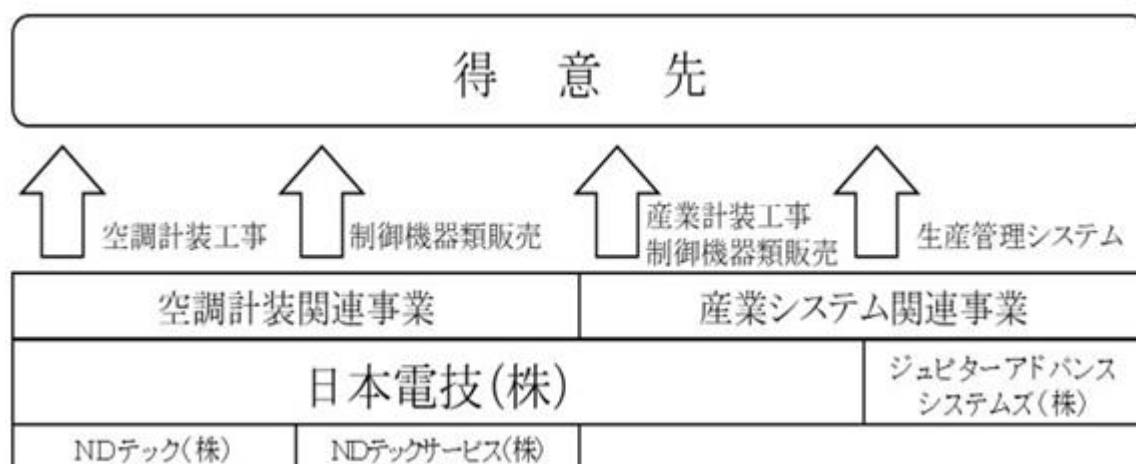 得意先
空調計装工事
制御機器類販売
産業計装工事
制御機器類販売
生産管理システム
空調計装関連事業
産業システム関連事業
日本電技(株)
ジュピターアドバンス
システムズ(株)
NDテック(株)
NDテックサービス(株)